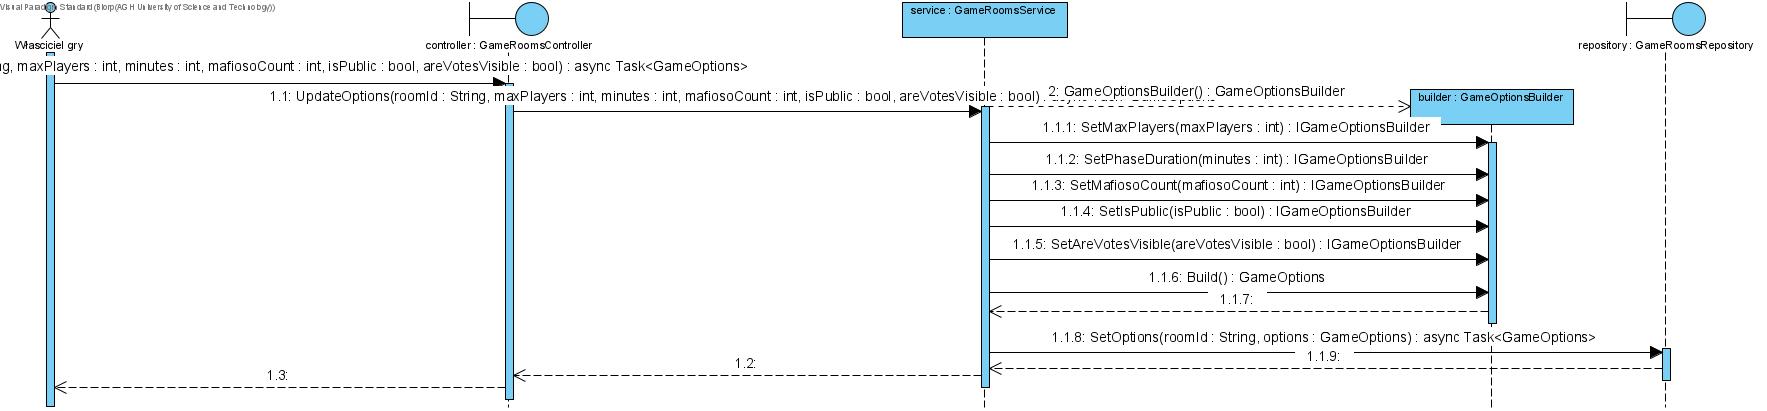 Visual Paradigm Standard (Biorp(AGH University of Science and Technology))
service : GameRoomsService
Właściciel gry
controller : GameRoomsController
repository : GameRoomsRepository
maxPlayers : int, minutes : int, mafiosoCount : int, isPublic : bool, areVotesVisible : bool) : async Task<GameOptions>
2: GameOptionsBuilder() : GameOptionsBuilder
1.1: UpdateOptions(roomId : String, maxPlayers : int, minutes : int, mafiosoCount : int, isPublic : bool, areVotesVisible : bool) :
builder : GameOptionsBuilder
1.1.1: SetMaxPlayers(maxPlayers : int) : IGameOptionsBuilder
1.1.2: SetPhaseDuration(minutes : int) : IGameOptionsBuilder
1.1.3: SetMafiosoCount(mafiosoCount : int) : IGameOptionsBuilder
1.1.4: SetIsPublic(isPublic : bool) : IGameOptionsBuilder
1.1.5: SetAreVotesVisible(areVotesVisible : bool) : IGameOptionsBuilder
1.1.6: Build() : GameOptions
1.1.7:
1.1.8: SetOptions(roomId : String, options : GameOptions) : async Task<GameOptions>
1.1.9:
1.2:
1.3: